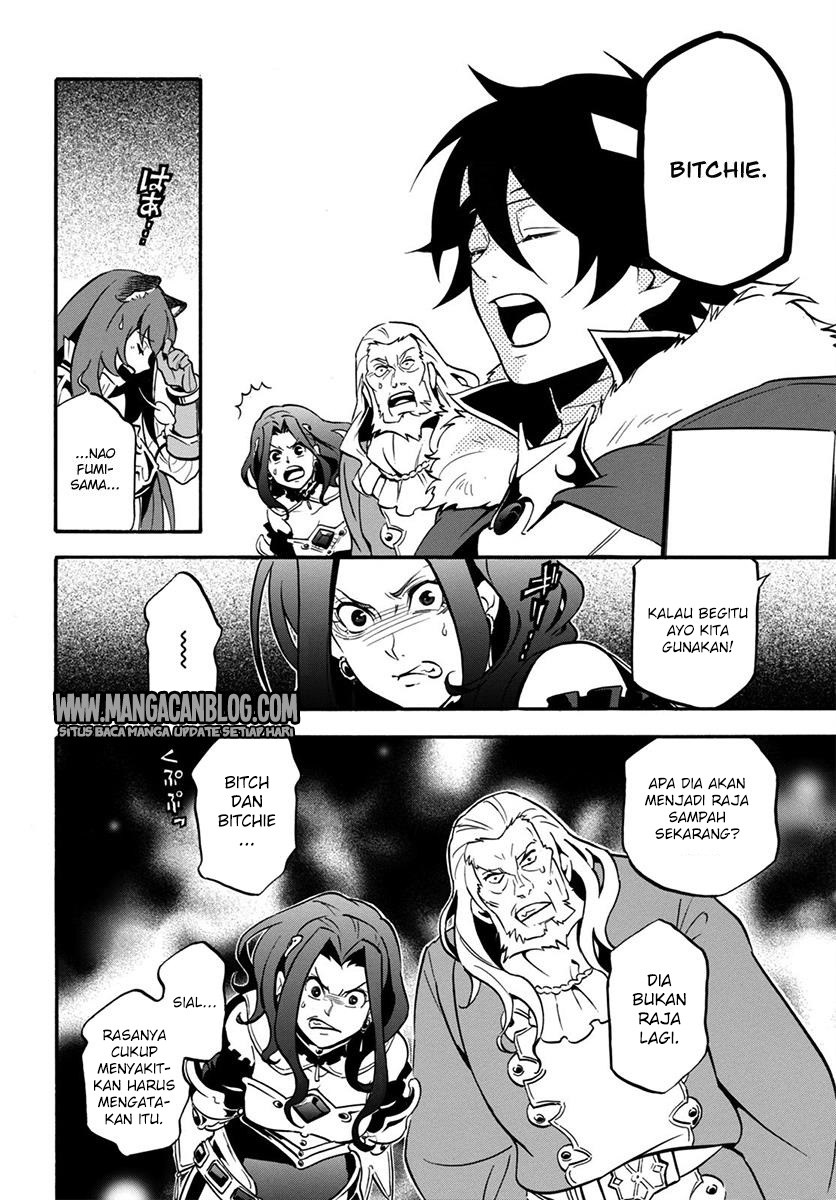 BITCHIE.
はぁ…
...NAO
FUMI-
SAMA...
KALAU BEGITU
AYO KITA
GUNAKAN!
ギギ
WWW.MANGACANBLOG.COM
SITUS BACA MANGA UPDATE SETIAP HARI
APA DIA AKAN
MENJADI RAJA
SAMPAH
SEKARANG?
BITCH
DAN
BITCHIE
...
くぷぷっ
DIA
BUKAN
RAJA
LAGI.
SIAL...
RASANYA
CUKUP
MENYAKIT-
KAN HARUS
MENGATA-
KAN ITU.